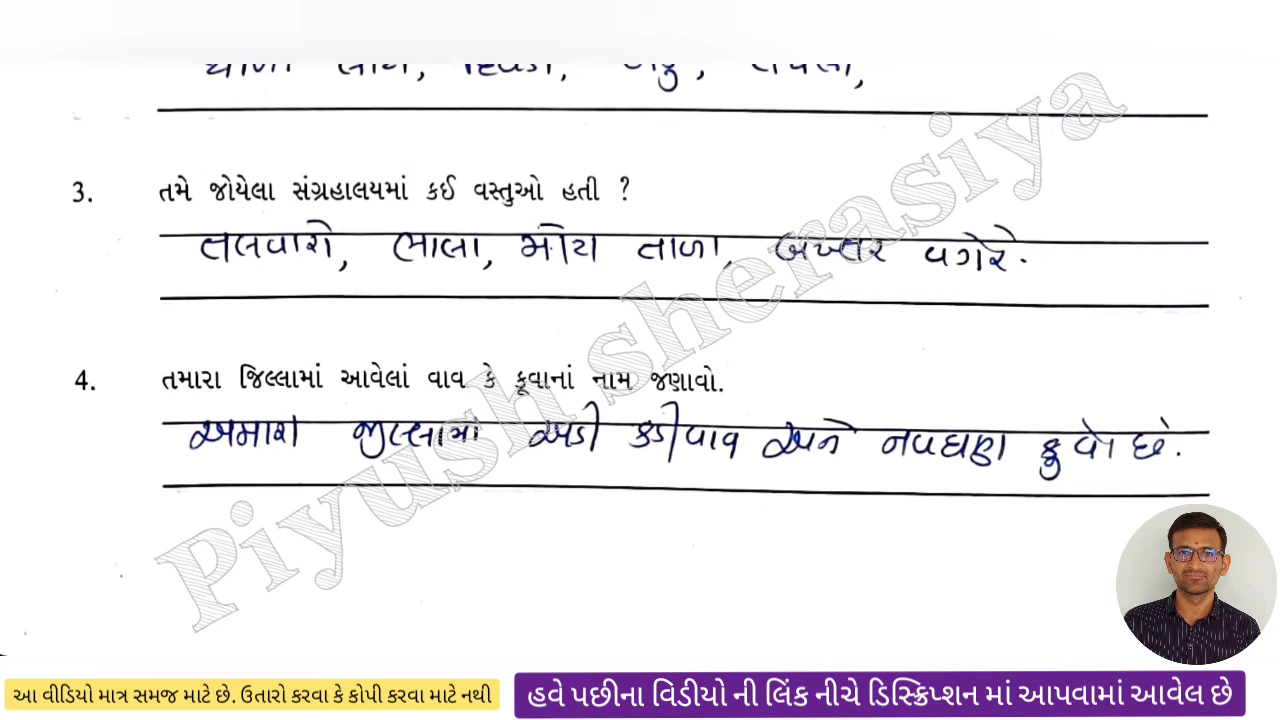 3. તમે જોયેલા સંગ્રહાલયમાં કઈ વસ્તુઓ હતી ?
તલવારો, ભાલા, મોટા તાળા, બખ્તર વગેરે.
4. તમારા જિલ્લામાં આવેલાં વાવ કે કૂવાનાં નામ જણાવો.
અમારા જીલ્લામાં અડી કડીવાવ અને નવઘણ કુવો છે.
Piyush sherasiya
આ વીડિયો માત્ર સમજ માટે છે. ઉતારો કરવા કે કોપી કરવા માટે નથી
હવે પછીના વિડીયો ની લિંક નીચે ડિસ્ક્રિપ્શન માં આપવામાં આવેલ છે